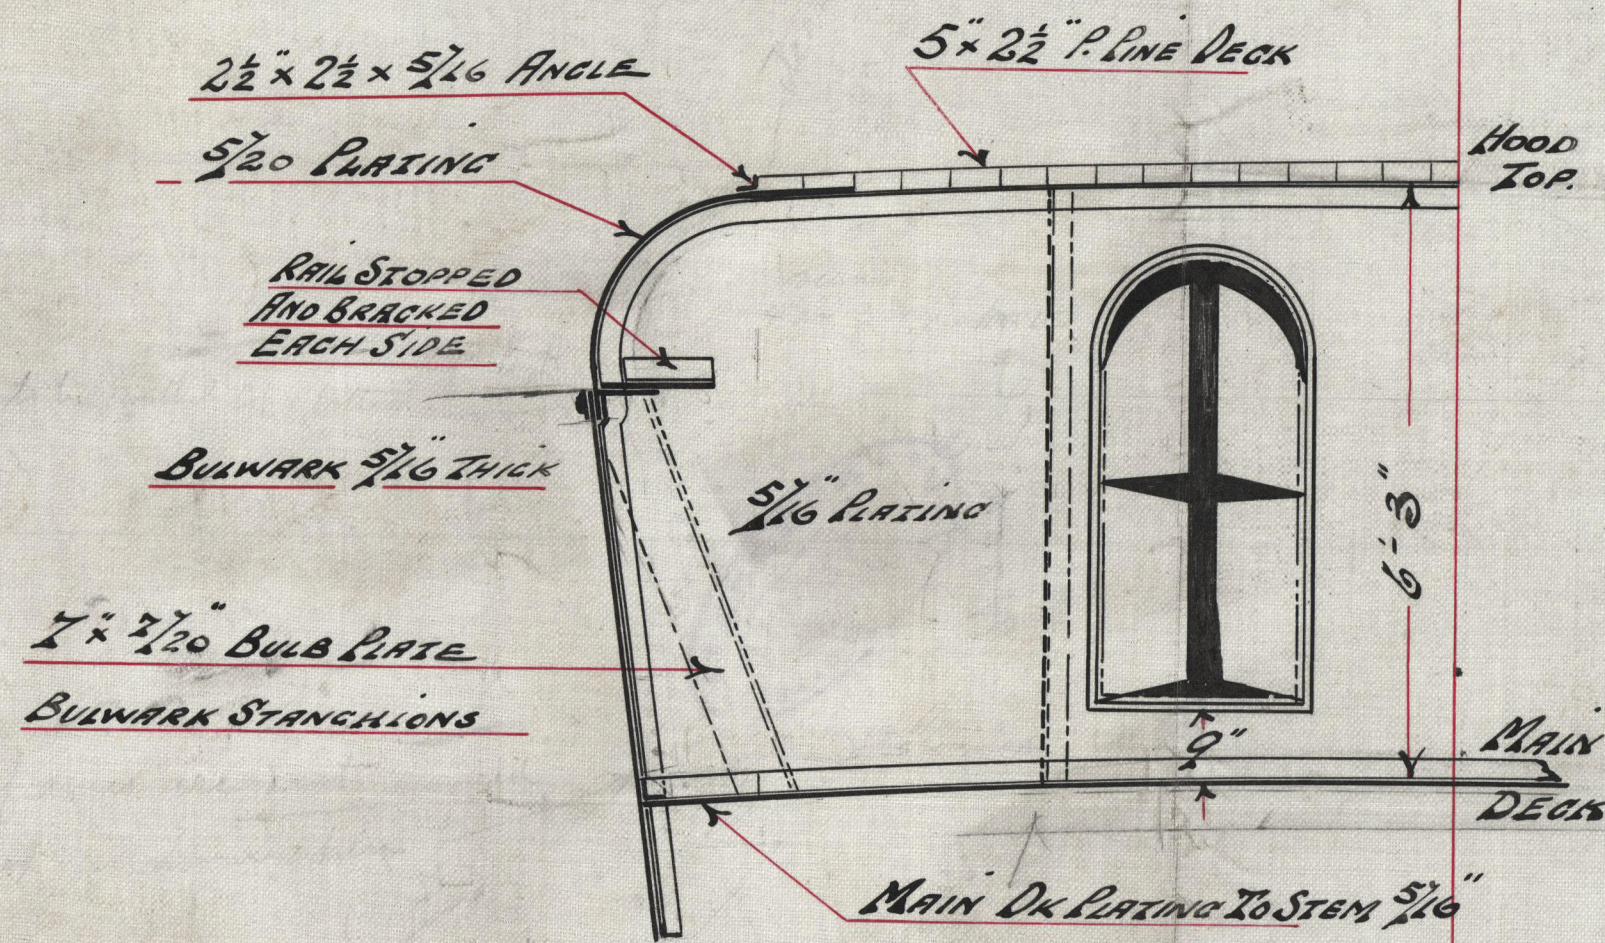 2½" × 2½ × 5/16 ANGLE
5" × 2½" P. PINE DECK
5/20 PLATING
HOOD
TOP.
RAIL STOPPED
AND BRACKED
EACH SIDE
BULWARK 5/16" THICK
5/16" PLATING
6'-3"
7" × 7/20" BULB PLATE
BULWARK STANCHIONS
9"
MAIN
DECK
MAIN DK PLATING TO STEM 5/16"